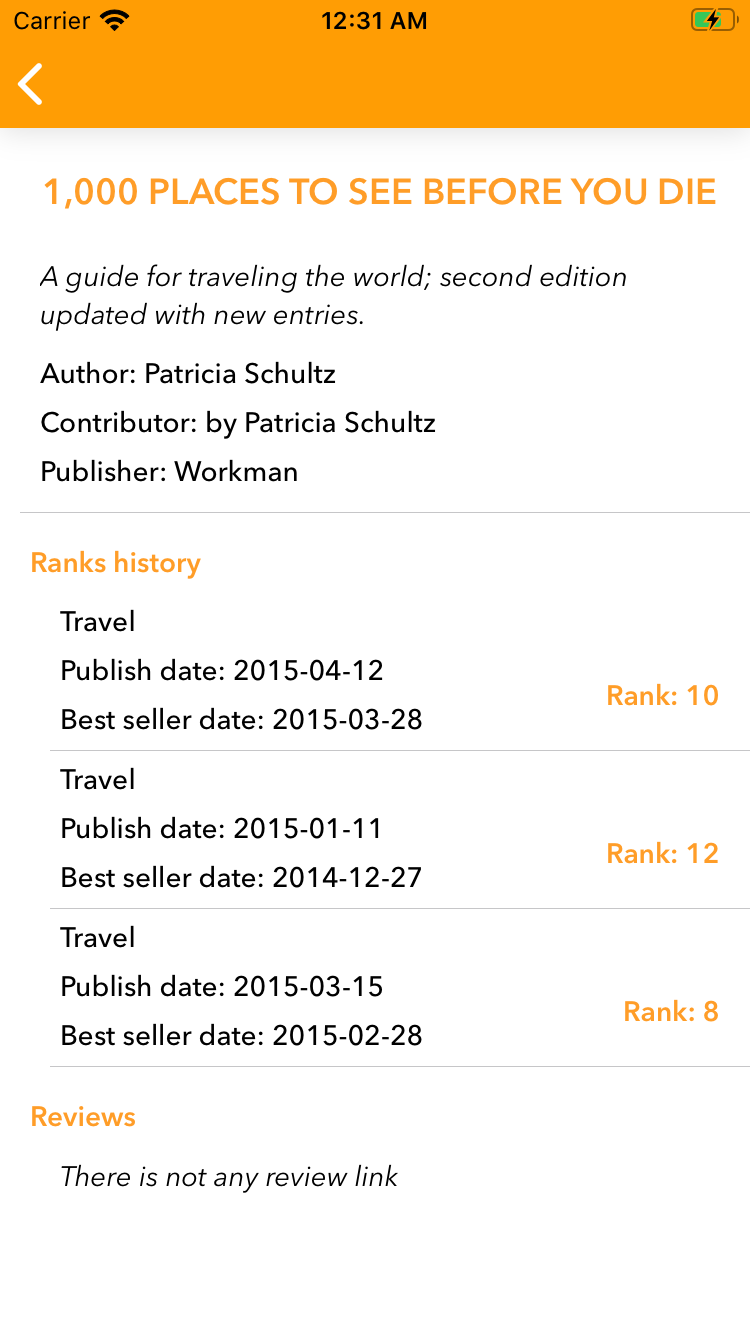 Carrier 12:31 AM
1,000 PLACES TO SEE BEFORE YOU DIE
A guide for traveling the world; second edition
updated with new entries.
Author: Patricia Schultz
Contributor: by Patricia Schultz
Publisher: Workman
Ranks history
Travel
Publish date: 2015-04-12
Best seller date: 2015-03-28
Rank: 10
Travel
Publish date: 2015-01-11
Best seller date: 2014-12-27
Rank: 12
Travel
Publish date: 2015-03-15
Best seller date: 2015-02-28
Rank: 8
Reviews
There is not any review link